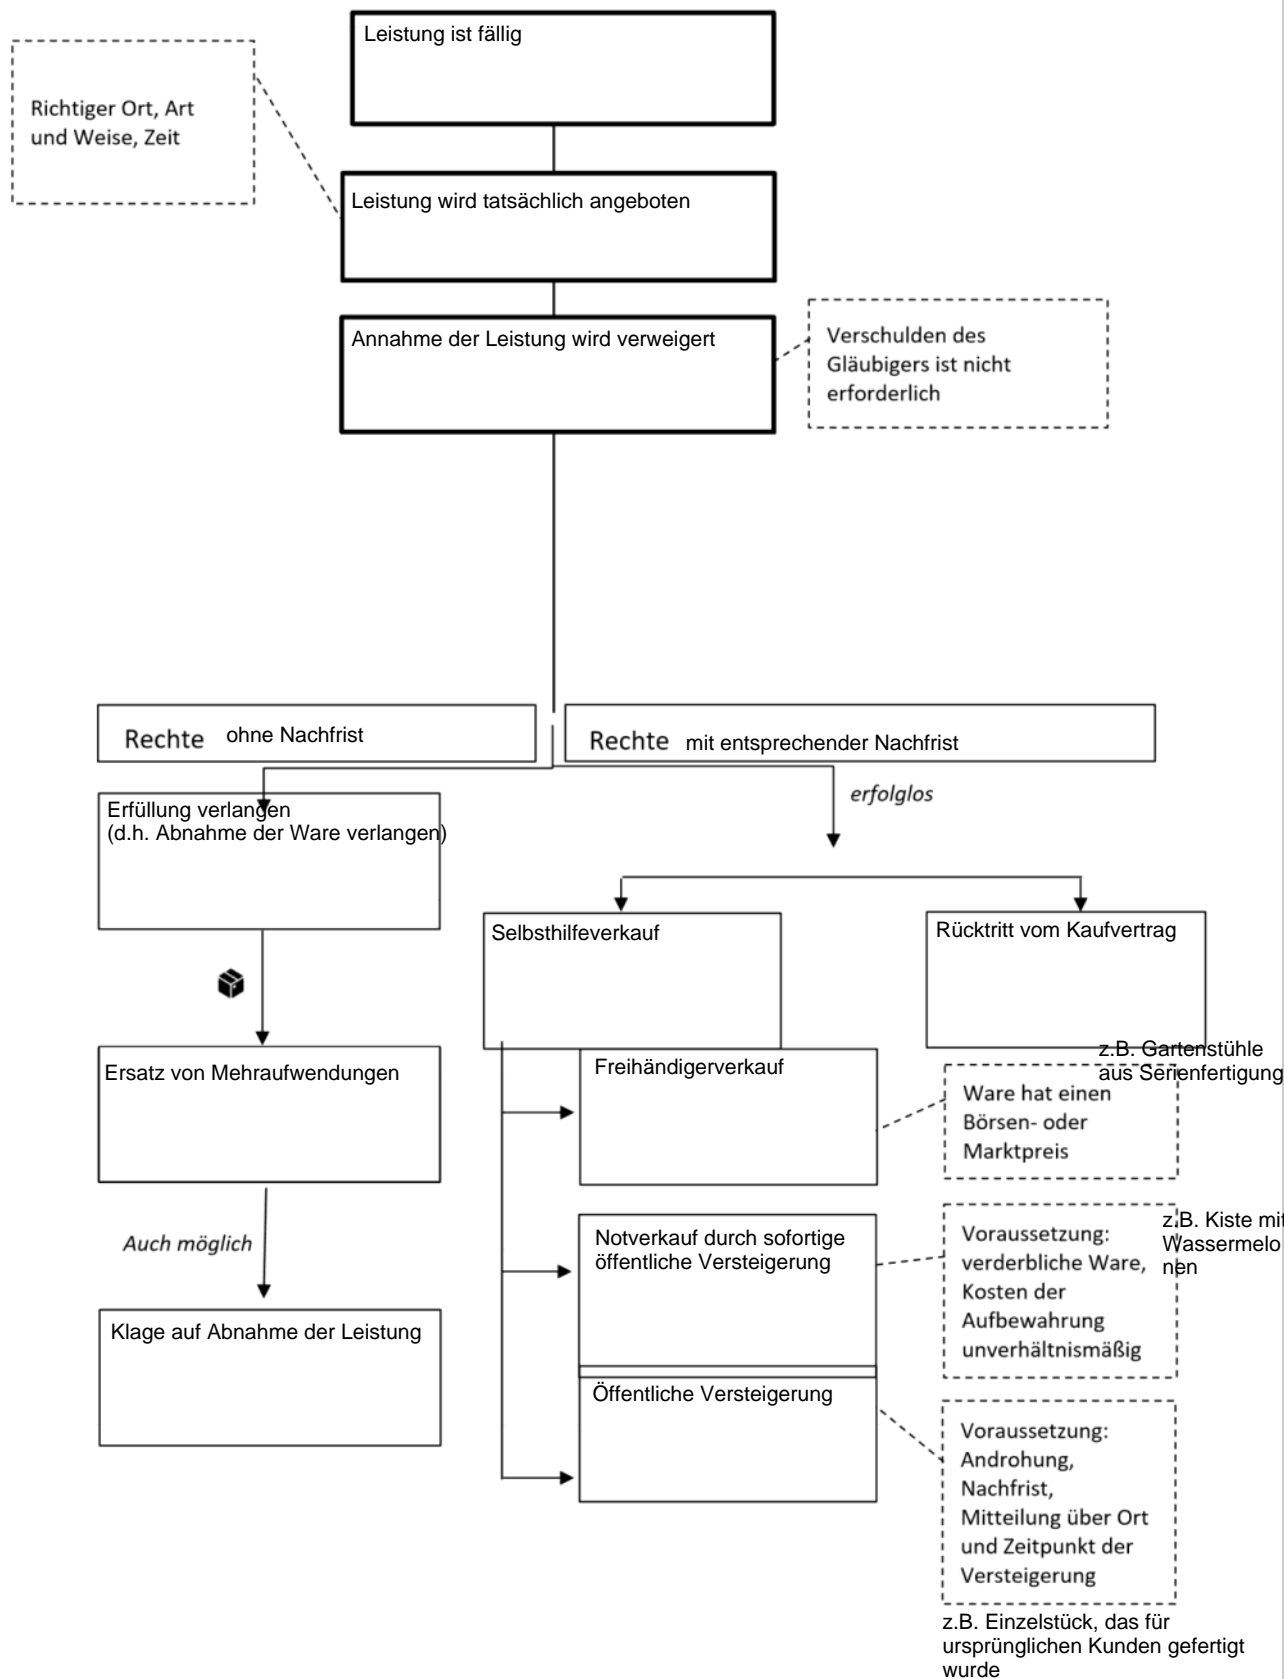 Leistung ist fällig
Richtiger Ort, Art
und Weise, Zeit
Leistung wird tatsächlich angeboten
Annahme der Leistung wird verweigert
Verschulden des
Gläubigers ist nicht
erforderlich
Rechte ohne Nachfrist
Rechte mit entsprechender Nachfrist
erfolglos
Erfüllung verlangen
(d.h. Abnahme der Ware verlangen)
Selbsthilfeverkauf
Rücktritt vom Kaufvertrag
Ersatz von Mehraufwendungen
Freihändigerverkauf
z.B. Gartenstühle
aus Serienfertigung
Ware hat einen
Börsen- oder
Marktpreis
Auch möglich
Notverkauf durch sofortige
öffentliche Versteigerung
Voraussetzung:
verderbliche Ware,
Kosten der
Aufbewahrung
unverhältnismäßig
z.B. Kiste mit
Wassermelo
nen
Klage auf Abnahme der Leistung
Öffentliche Versteigerung
Voraussetzung:
Androhung,
Nachfrist,
Mitteilung über Ort
und Zeitpunkt der
Versteigerung
z.B. Einzelstück, das für
ursprünglichen Kunden gefertigt
wurde